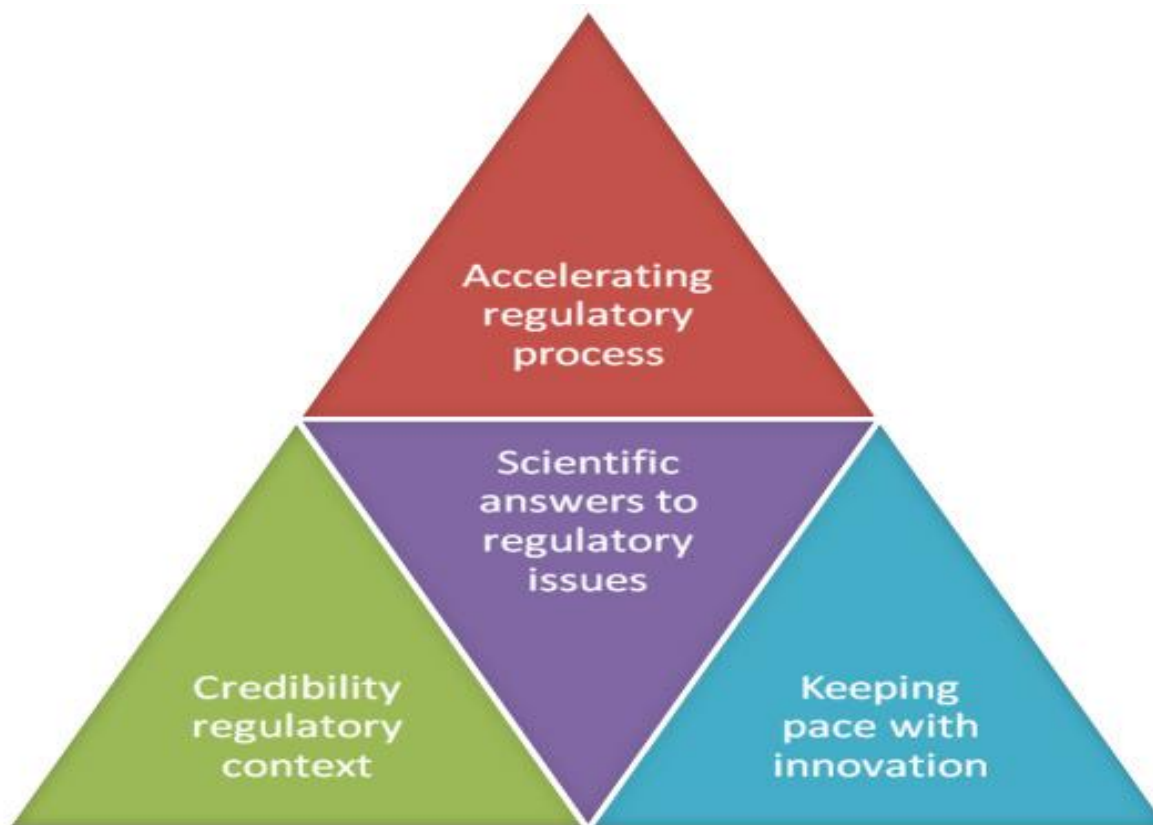 Accelerating
regulatory
process
Scientific
answers to
regulatory
issues
Credibility
regulatory
context
Keeping
pace with
innovation